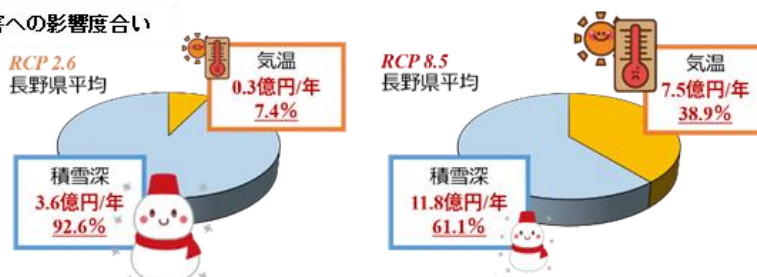 への影響度合い
RCP 2.6
長野県平均
気温
0.3億円/年
7.4%
積雪深
3.6億円/年
92.6%
RCP 8.5
長野県平均
気温
7.5億円/年
38.9%
積雪深
11.8億円/年
61.1%